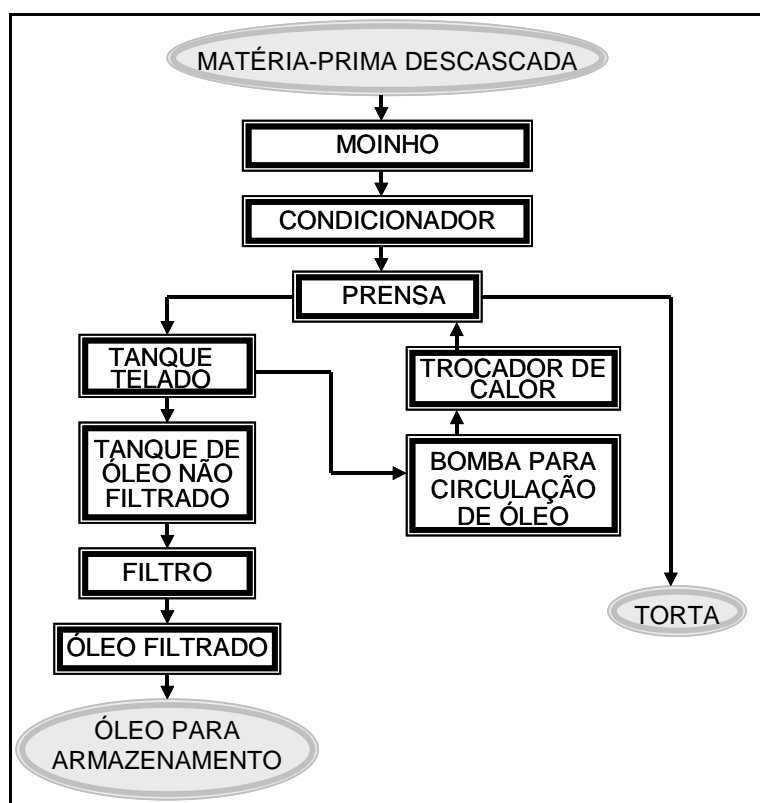 MATÉRIA-PRIMA DESCASCADA
MOINHO
CONDICIONADOR
PRENSA
TANQUE
TELADO
TROCADOR DE
CALOR
TANQUE DE
ÓLEO NÃO
FILTRADO
BOMBA PARA
CIRCULAÇÃO
DE ÓLEO
FILTRO
TORTA
ÓLEO FILTRADO
ÓLEO PARA
ARMAZENAMENTO